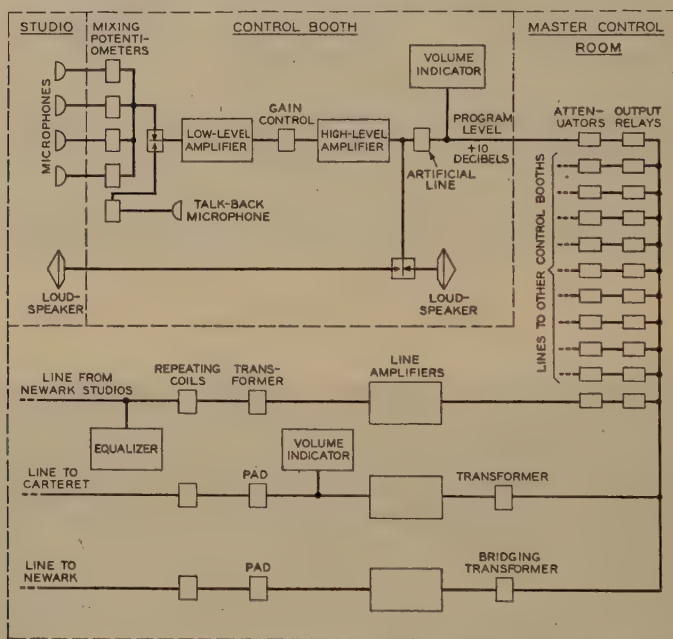 STUDIO
CONTROL BOOTH
MASTER CONTROL
ROOM
MIXING
POTENTI-
OMETERS
MICROPHONES
VOLUME
INDICATOR
GAIN
CONTROL
LOW-LEVEL
AMPLIFIER
HIGH-LEVEL
AMPLIFIER
PROGRAM
LEVEL
+10
DECIBELS
ARTIFICIAL
LINE
ATTEN-
UATORS
OUTPUT
RELAYS
TALK-BACK
MICROPHONE
LOUD-
SPEAKER
LOUD-
SPEAKER
LINES TO OTHER CONTROL BOOTHS
LINE FROM
NEWARK STUDIOS
REPEATING
COILS
TRANS-
FORMER
LINE
AMPLIFIERS
EQUALIZER
VOLUME
INDICATOR
LINE TO
CARTERET
PAD
TRANSFORMER
LINE TO
NEWARK
PAD
BRIDGING
TRANSFORMER